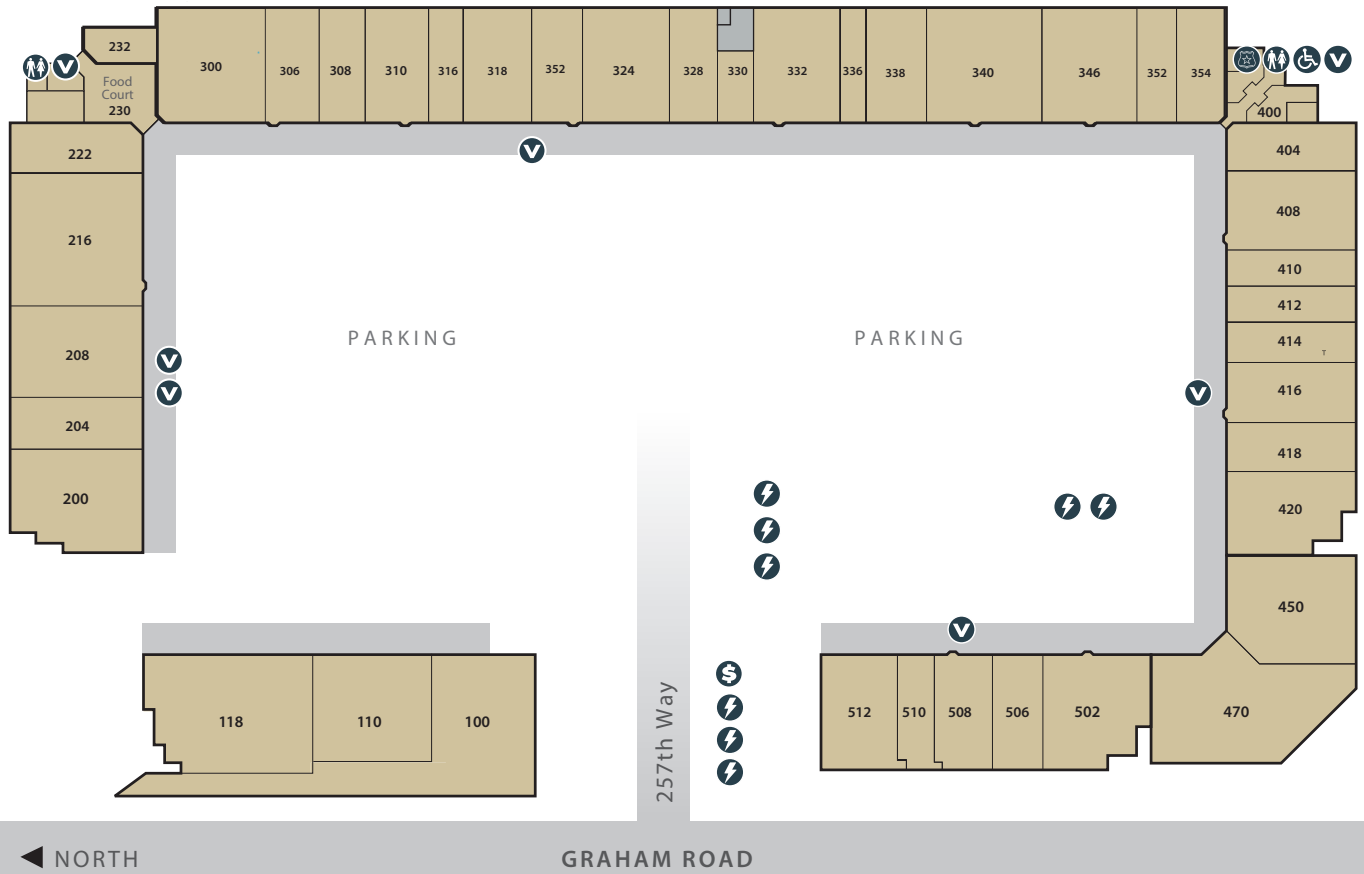 232
Food
Court
230
300
306
308
310
316
318
352
324
328
330
332
336
338
340
346
352
354
400
222
216
208
204
200
404
408
410
412
414
T
416
418
420
450
470
PARKING
PARKING
118
110
100
257th Way
$
512
510
508
506
502
V
V
V
V
V
V
V
NORTH
GRAHAM ROAD